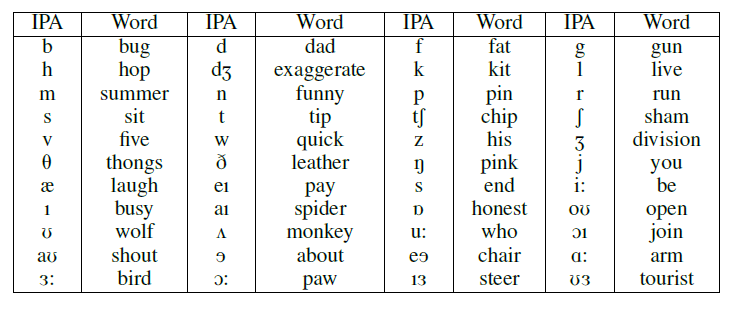 IPA Word IPA Word IPA Word IPA Word
b bug d dad f fat g gun
h hop dʒ exaggerate k kit l live
m summer n funny p pin r run
s sit t tip tʃ chip ʃ sham
v five w quick z his ʒ division
θ thongs ð leather ŋ pink j you
æ laugh eɪ pay s end i: be
ɪ busy aɪ spider ɒ honest oʊ open
ʊ wolf ʌ monkey u: who ɔɪ join
aʊ shout ɘ about eɘ chair ɑ: arm
ɜ: bird ɔ: paw ɪɜ steer ʊɜ tourist